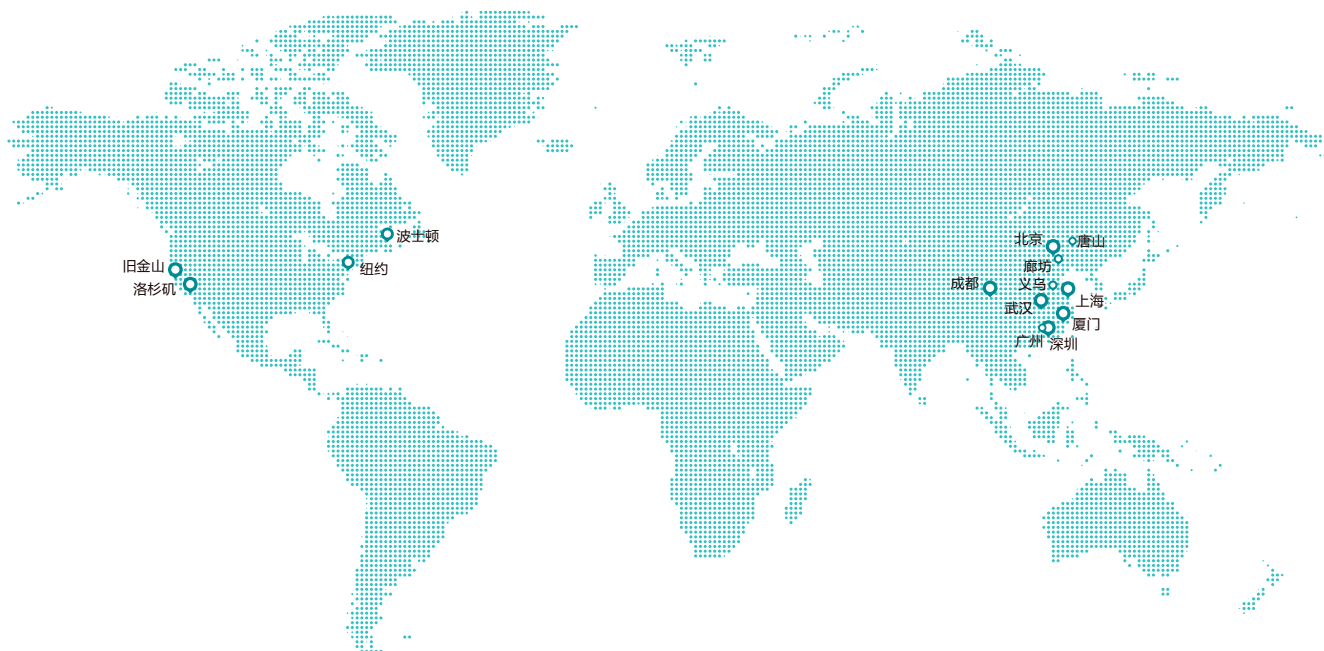 波士顿
旧金山
纽约
洛杉矶
北京
唐山
廊坊
成都
义乌
上海
武汉
厦门
广州
深圳